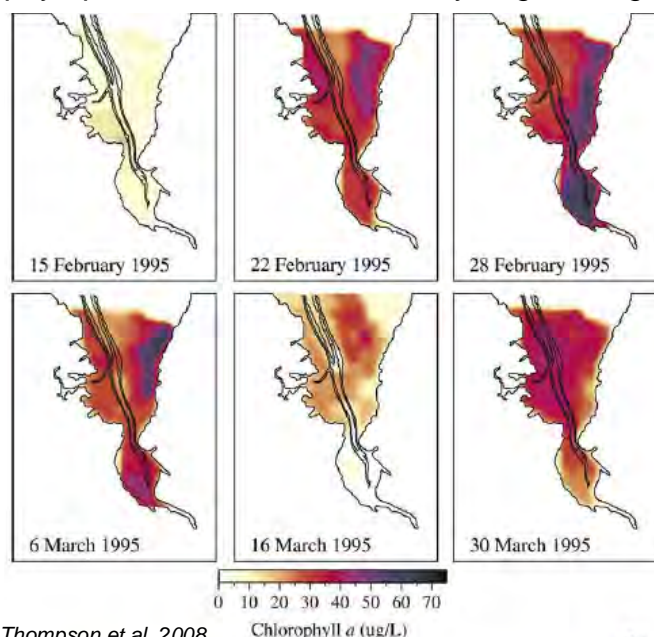 15 February 1995
22 February 1995
28 February 1995
6 March 1995
16 March 1995
30 March 1995
0 10 20 30 40 50 60 70
Thompson et al. 2008
Chlorophyll a (ug/L)